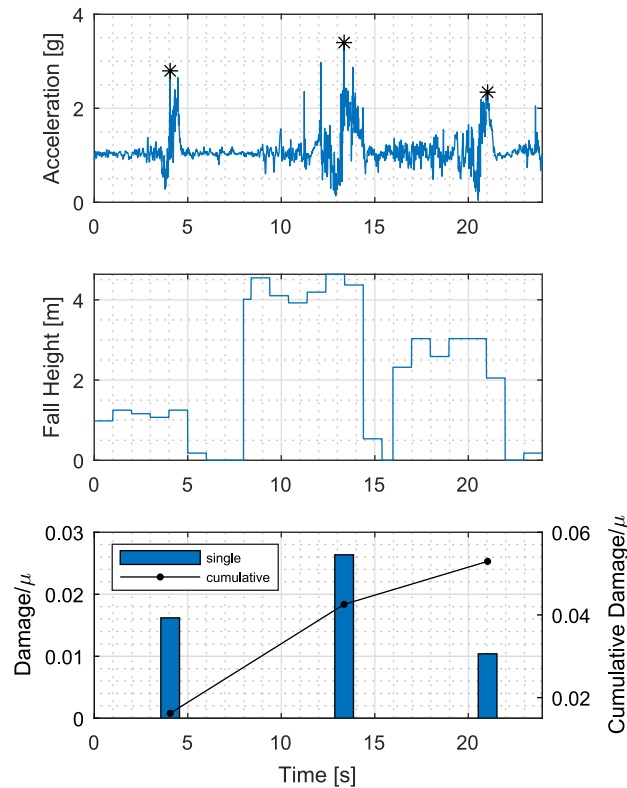 Acceleration [g]
4
2
0
0 5 10 15 20
Fall Height [m]
4
2
0
0 5 10 15 20
Damage/μ
0.03
0.02
0.01
0
single
cumulative
0.06
0.04
0.02
Cumulative Damage/μ
0 5 10 15 20
Time [s]